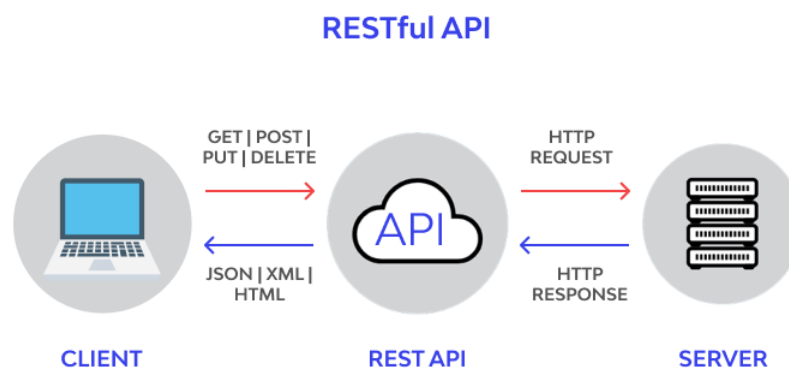 RESTful API
GET | POST |
PUT | DELETE
HTTP
REQUEST
API
JSON | XML |
HTML
HTTP
RESPONSE
CLIENT
REST API
SERVER